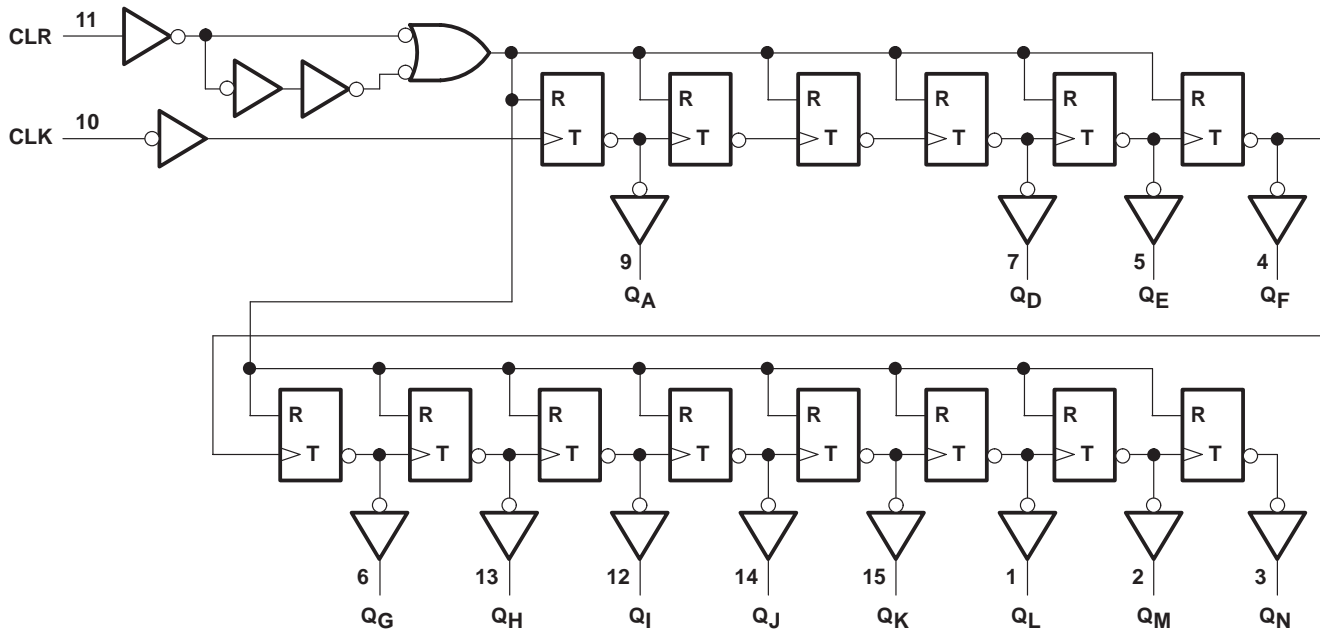 CLR 11
R R R R R R
CLK 10
T T T T T T
9 7 5 4
QA QD QE QF
R R R R R R R R
T T T T T T T T
6 13 12 14 15 1 2 3
QG QH QI QJ QK QL QM QN